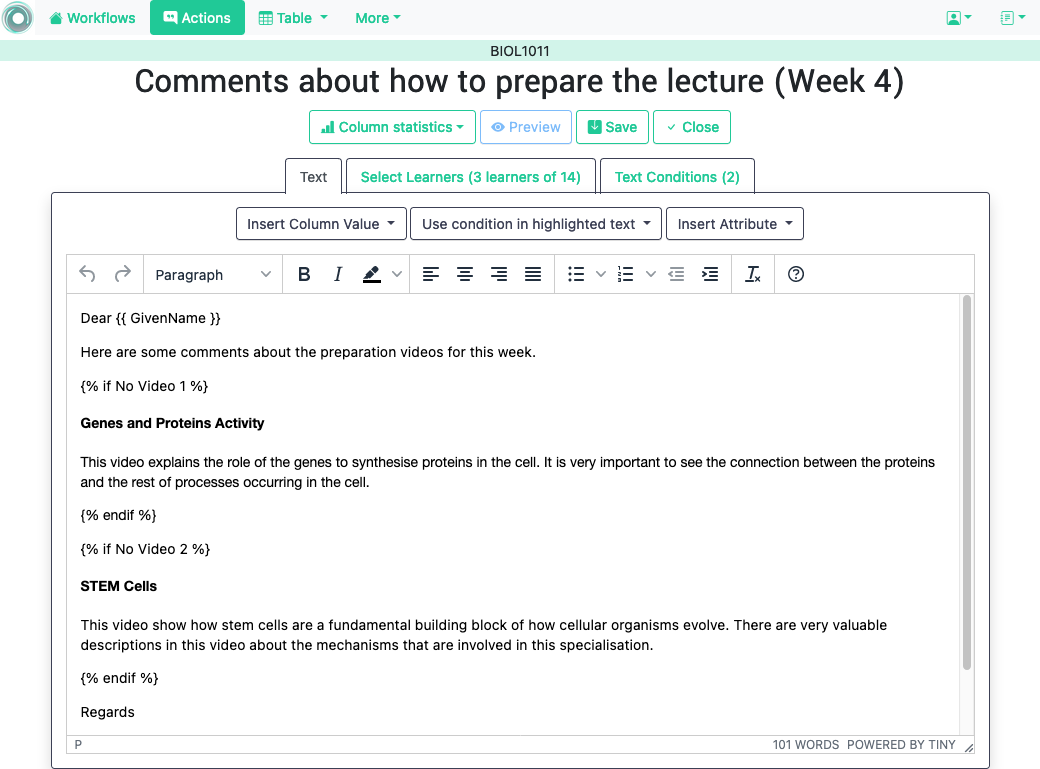 Workflows Actions Table More
BIOL1011
Comments about how to prepare the lecture (Week 4)
Column statistics Preview Save Close
Text Select Learners (3 learners of 14) Text Conditions (2)
Insert Column Value Use condition in highlighted text Insert Attribute
Paragraph B I
Dear {{ GivenName }}
Here are some comments about the preparation videos for this week.
{% if No Video 1 %}
Genes and Proteins Activity
This video explains the role of the genes to synthesise proteins in the cell. It is very important to see the connection between the proteins
and the rest of processes occurring in the cell.
{% endif %}
{% if No Video 2 %}
STEM Cells
This video show how stem cells are a fundamental building block of how cellular organisms evolve. There are very valuable
descriptions in this video about the mechanisms that are involved in this specialisation.
{% endif %}
Regards
P 101 WORDS POWERED BY TINY